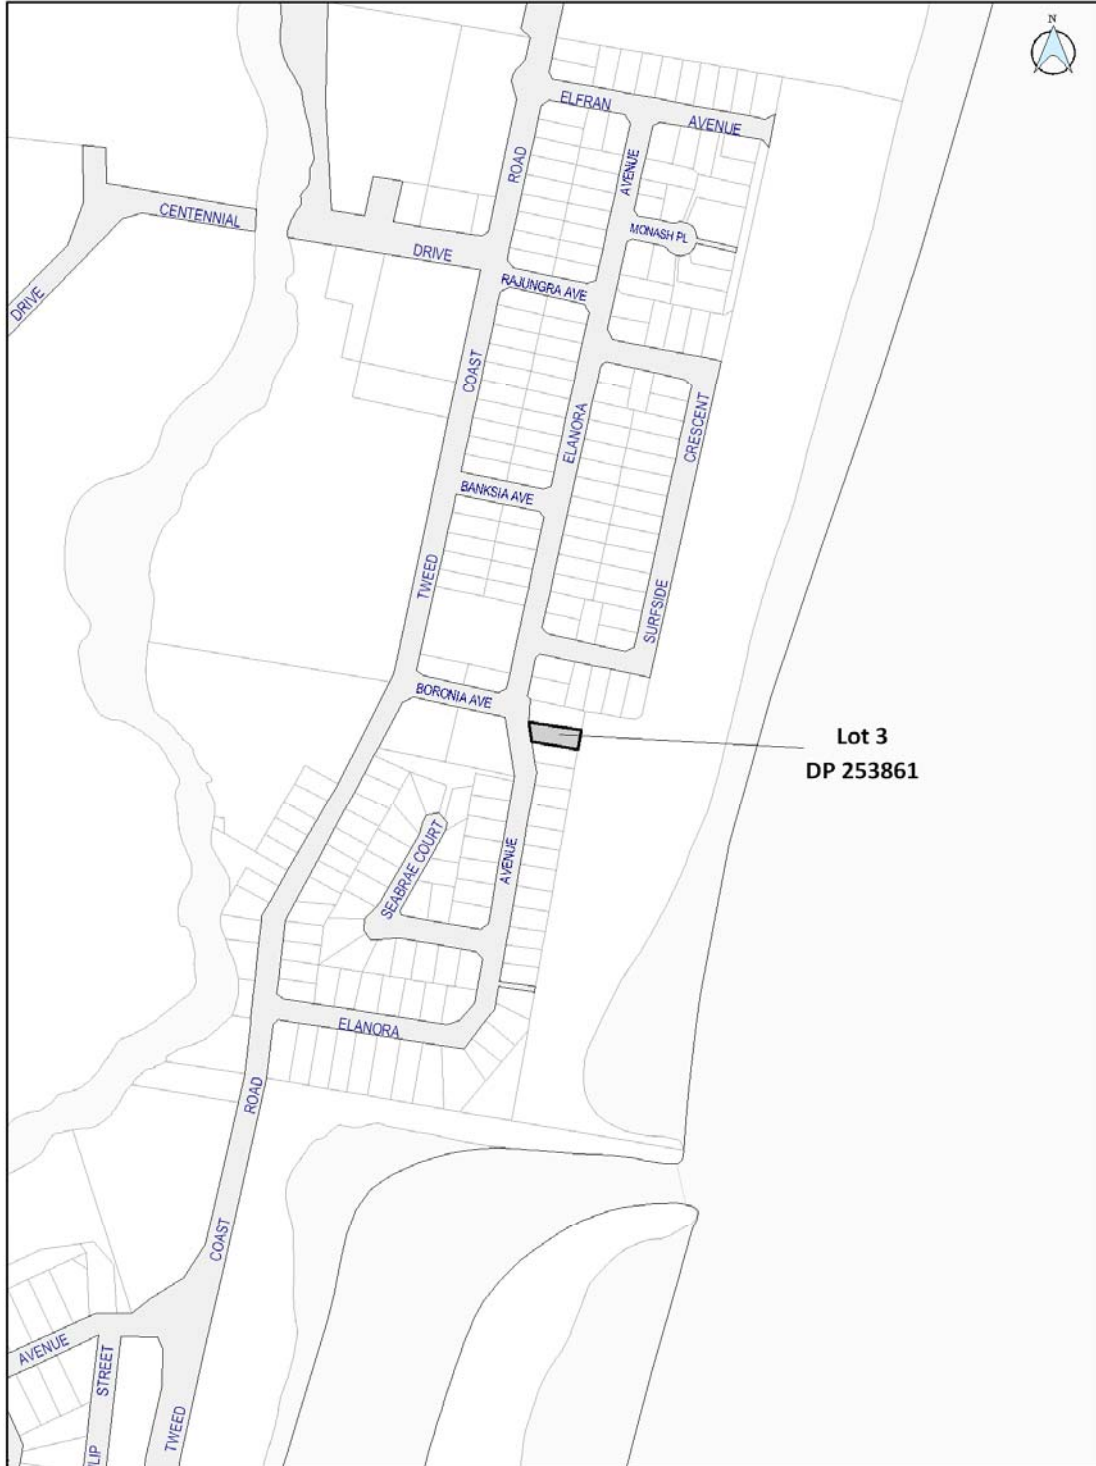 N
ELFRAN
AVENUE
ROAD
AVENUE
CENTENNIAL
MONASH PL
DRIVE
RAJUNGRA AVE
DRIVE
COAST
CRESCENT
ELANORA
BANKSIA AVE
TWEED
SURFSIDE
BORONIA AVE
Lot 3
DP 253861
SEABRAE COURT
AVENUE
ELANORA
ROAD
COAST
AVENUE
STREET
TWEED
LIP